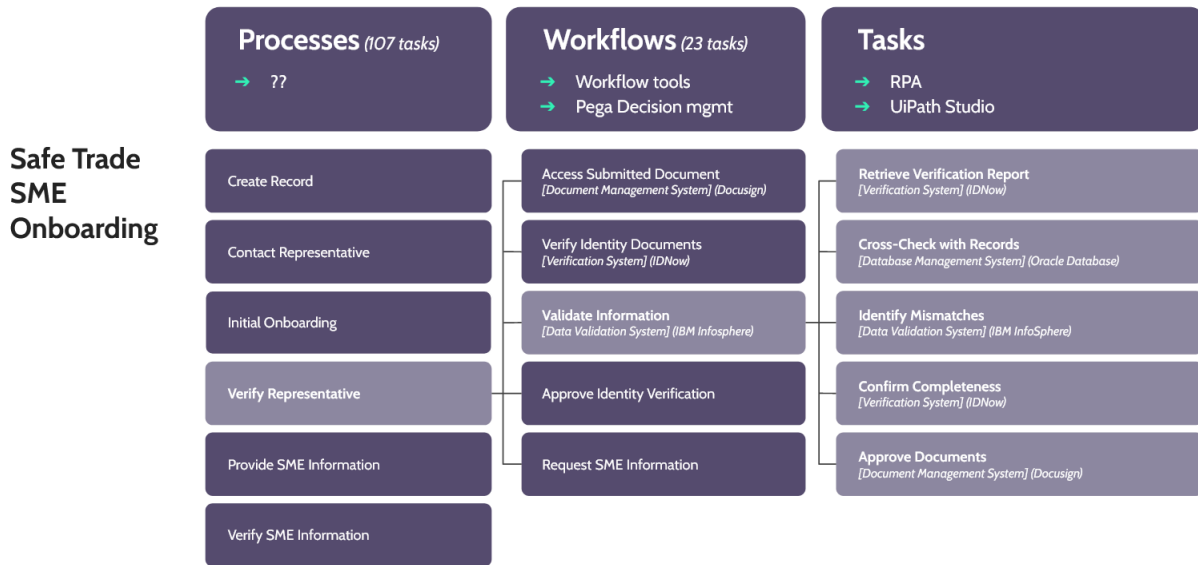 Processes (107 tasks)
→ ??
Workflows (23 tasks)
→ Workflow tools
→ Pega Decision mgmt
Tasks
→ RPA
→ UiPath Studio
Safe Trade
SME
Onboarding
Create Record
Contact Representative
Initial Onboarding
Verify Representative
Provide SME Information
Verify SME Information
Access Submitted Document
[Document Management System] (Docusign)
Verify Identity Documents
[Verification System] (IDNow)
Validate Information
[Data Validation System] (IBM Infosphere)
Approve Identity Verification
Request SME Information
Retrieve Verification Report
[Verification System] (IDNow)
Cross-Check with Records
[Database Management System] (Oracle Database)
Identify Mismatches
[Data Validation System] (IBM InfoSphere)
Confirm Completeness
[Verification System] (IDNow)
Approve Documents
[Document Management System] (Docusign)